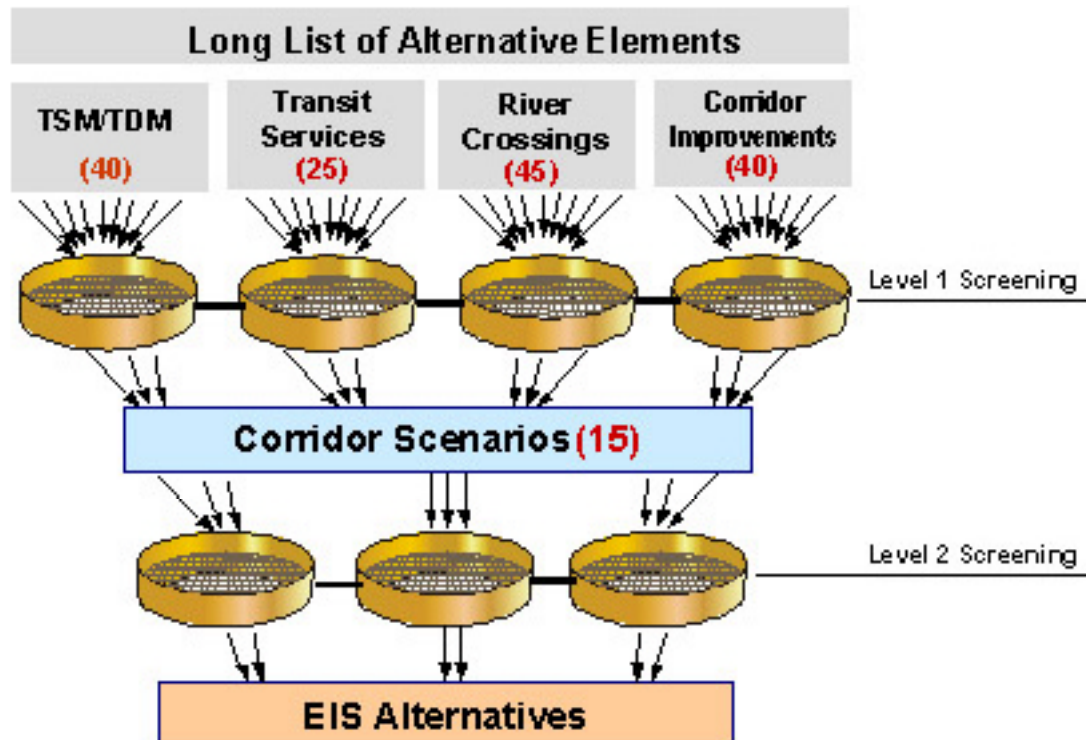 Long List of Alternative Elements
TSM/TDM
(40)
Transit
Services
(25)
River
Crossings
(45)
Corridor
Improvements
(40)
Level 1 Screening
Corridor Scenarios (15)
Level 2 Screening
EIS Alternatives